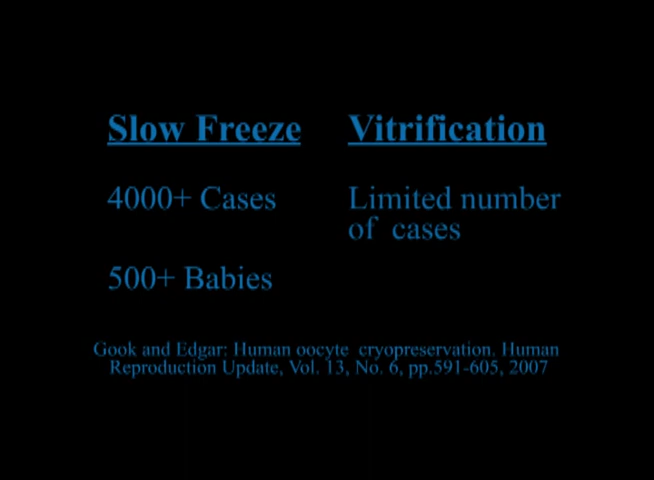 Slow Freeze Vitrification
4000+ Cases Limited number
of cases
500+ Babies
Gook and Edgar: Human oocyte cryopreservation. Human
Reproduction Update, Vol. 13, No. 6, pp.591-605, 2007